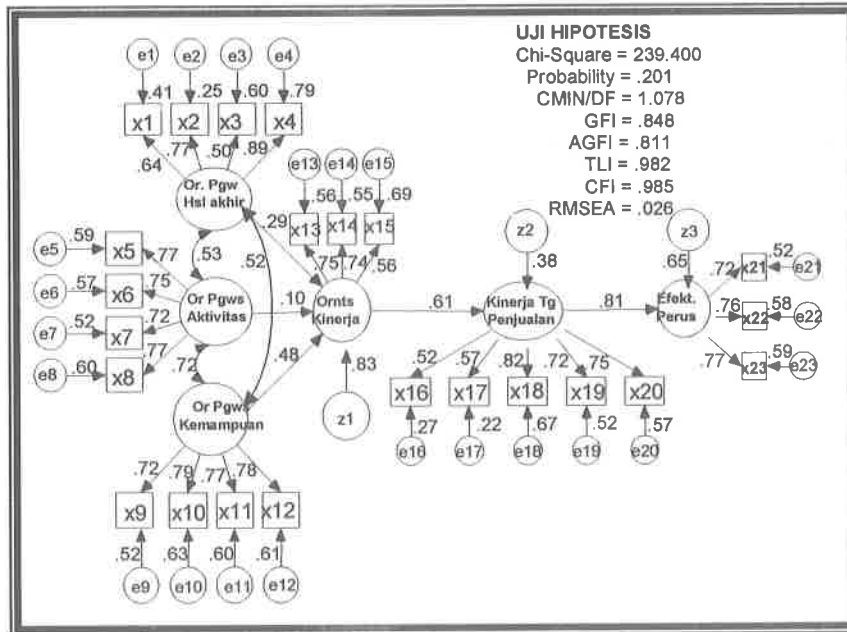 UJI HIPOTESIS
Chi-Square = 239.400
Probability = .201
CMIN/DF = 1.078
GFI = .848
AGFI = .811
TLI = .982
CFI = .985
RMSEA = .026
e1 e2 e3 e4
.41 .25 .60 .79
x1 x2 x3 x4
.64 .77 .50 .89
Or. Pgw
Hsl akhir
e13 e14 e15
.56 .55 .69
x13 x14 x15
.75 .74 .56
.29
.53
.52
e5 .59 x5 .77
e6 .57 x6 .75
e7 .52 x7 .72
e8 .60 x8 .77
Or Pgws
Aktivitas
.10
Ornts
Kinerja
.61
z2
.38
Kinerja Tg
Penjualan
.81
z3
.65
Efekt.
Perus
.72 x21 .52 e21
.76 x22 .58 e22
.77 x23 .59 e23
.72
.48
.83
z1
Or Pgws
Kemampuan
.52 .57 .82 .72 .75
x16 x17 x18 x19 x20
.27 .22 .67 .52 .57
e16 e17 e18 e19 e20
.72 .79 .77 .78
x9 x10 x11 x12
.52 .63 .60 .61
e9 e10 e11 e12